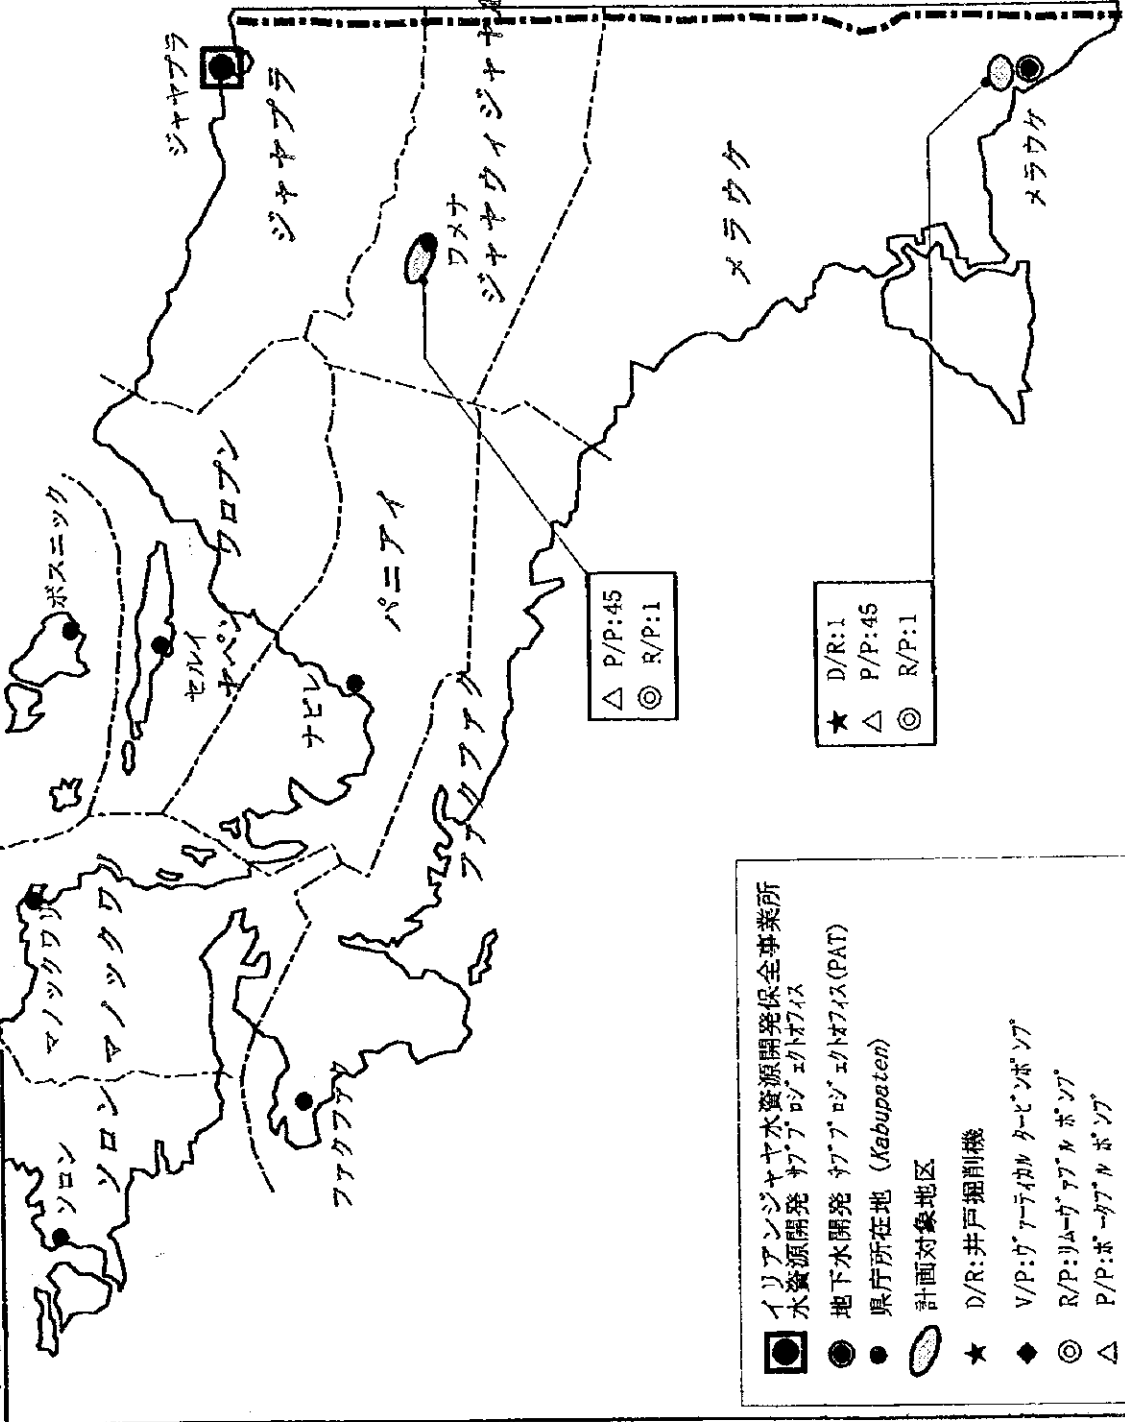 ボスニック
セルイ
ヤペン ワロプン
ナビレ
パニアイ
ジャヤプラ
ジャヤプラ
ワメナ
ジャヤウィジャヤ
メラウケ
メラウケ
マノックワリ
マノックワリ
ソロン
ソロン
ファクファク
ファクファク
△ P/P:45
◎ R/P:1
★ D/R:1
△ P/P:45
◎ R/P:1
イリアンジャヤ水資源開発保全事業所
水資源開発 サブプロジェクトオフィス
地下水開発 サブプロジェクトオフィス(PAT)
県庁所在地 (Kabupaten)
計画対象地区
★ D/R:井戸掘削機
◆ V/P:ヴァーティカル タービンポンプ
◎ R/P:リムーヴァブル ポンプ
△ P/P:ポータブル ポンプ